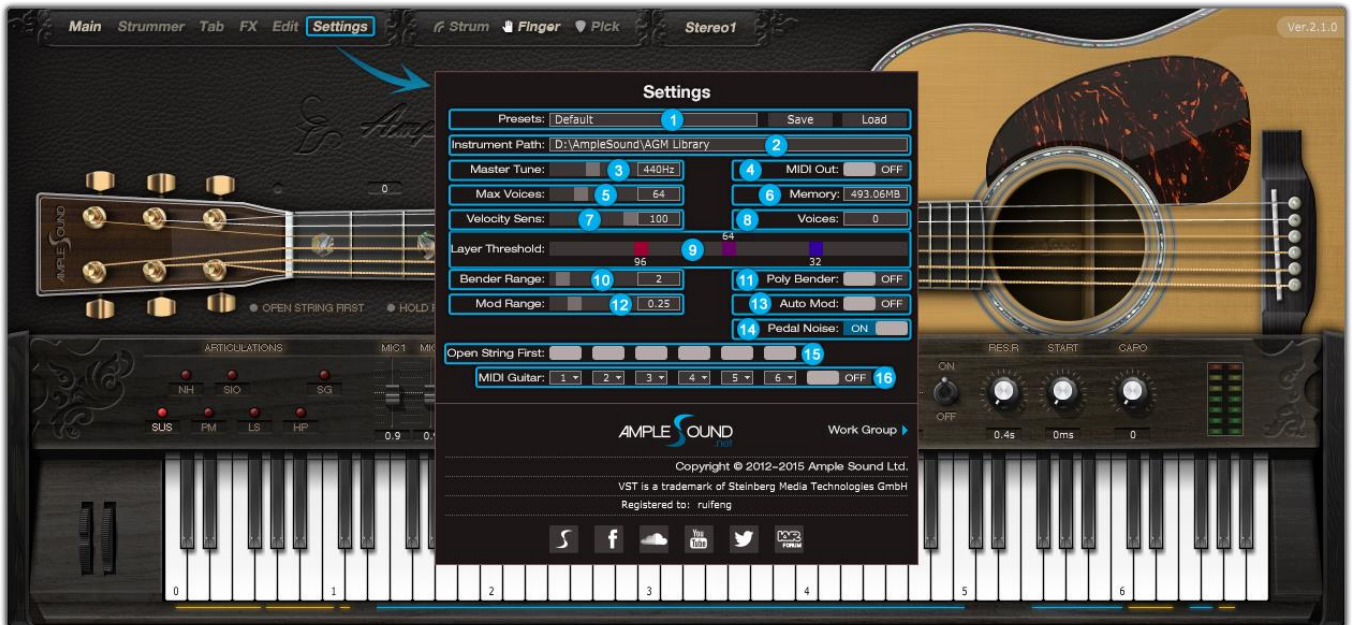 Main Strummer Tab FX Edit Settings Strum Finger Pick Stereo1 Ver.2.1.0
Settings
Presets: Default 1 Save Load
Instrument Path: D:\AmpleSound\AGM Library 2
Master Tune: 3 440Hz 4 MIDI Out: OFF
Max Voices: 5 64 6 Memory: 493.06MB
0
Velocity Sens: 7 100 8 Voices: 0
64
Layer Threshold: 9
96 32
AMPLE SOUND
Bender Range: 10 2 11 Poly Bender: OFF
Mod Range: 12 0.25 13 Auto Mod: OFF
OPEN STRING FIRST
14 Pedal Noise: ON
Open String First: 15
MIDI Guitar: 1 2 3 4 5 6 OFF 16
ARTICULATIONS MIC1
RES.R START CAPO
NH SIO SG
ON
OFF
SUS PM LS HP
0.9
0.4s 0ms 0
AMPLE SOUND .net Work Group
Copyright © 2012-2015 Ample Sound Ltd.
VST is a trademark of Steinberg Media Technologies GmbH
Registered to: ruifeng
f You Tube KVR FORUM
0 1 2 3 4 5 6